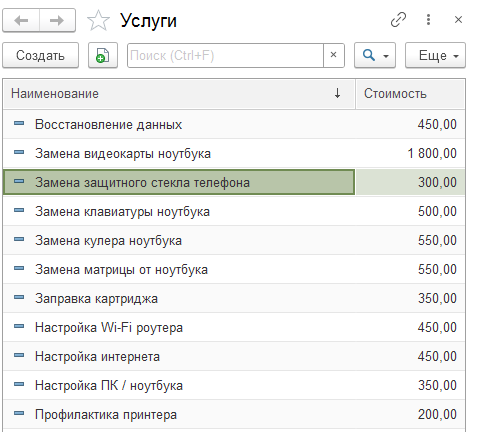 Услуги
Создать Поиск (Ctrl+F) × Еще
Наименование ↓ Стоимость
Восстановление данных 450,00
Замена видеокарты ноутбука 1 800,00
Замена защитного стекла телефона 300,00
Замена клавиатуры ноутбука 500,00
Замена кулера ноутбука 550,00
Замена матрицы от ноутбука 550,00
Заправка картриджа 350,00
Настройка Wi-Fi роутера 450,00
Настройка интернета 450,00
Настройка ПК / ноутбука 350,00
Профилактика принтера 200,00